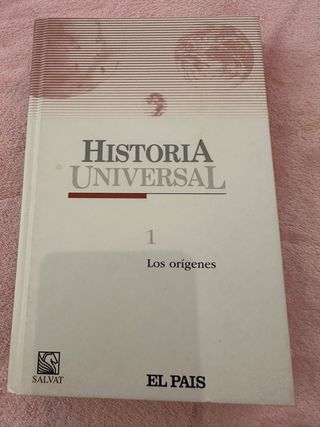 HISTORIA
UNIVERSAL
1
Los orígenes
SALVAT
EL PAIS